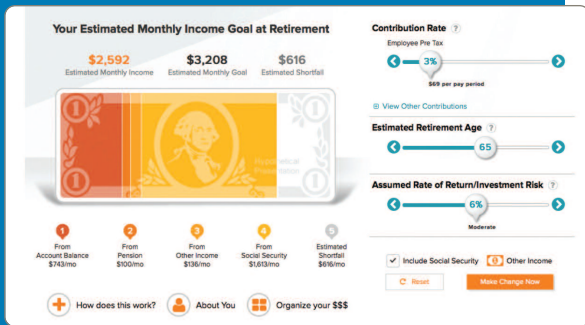 Your Estimated Monthly Income Goal at Retirement
$2,592
Estimated Monthly Income
$3,208
Estimated Monthly Goal
$616
Estimated Shortfall
Hypothetical
1
From
Account Balance
$743/mo
2
From
Pension
$100/mo
3
From
Other Income
$136/mo
4
From
Social Security
$1,613/mo
5
Estimated
Shortfall
$616/mo
How does this work?
About You
Organize your $$$
Contribution Rate ?
Employee Pre Tax
3%
$69 per pay period
View Other Contributions
Estimated Retirement Age ?
65
Assumed Rate of Return/Investment Risk ?
6%
Moderate
Include Social Security
Other Income
Reset
Make Change Now